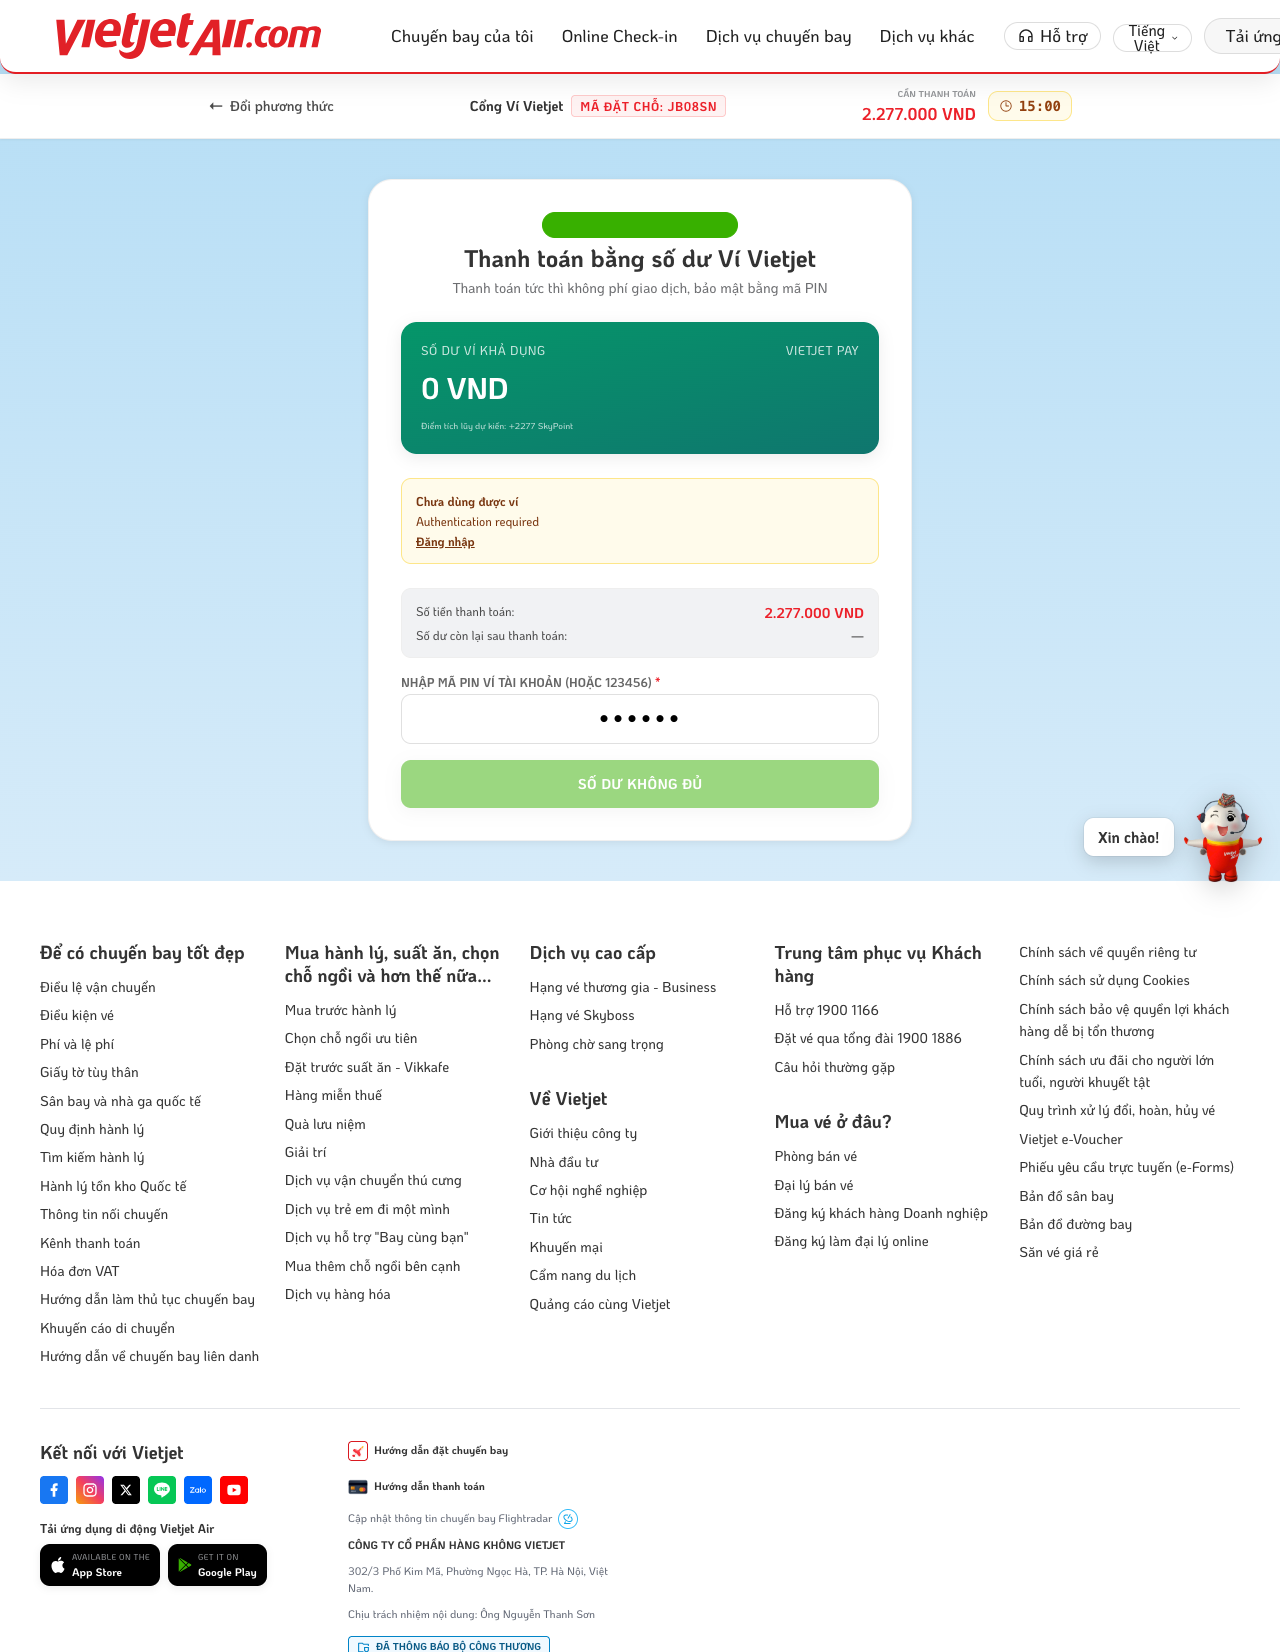 vietjetAir.com
Chuyến bay của tôi
Online Check-in
Dịch vụ chuyến bay
Dịch vụ khác
Hỗ trợ
Tiếng Việt
Tải ứng
Đổi phương thức
Cổng Ví Vietjet
MÃ ĐẶT CHỖ: JB08SN
CẦN THANH TOÁN
2.277.000 VND
15:00
Thanh toán bằng số dư Ví Vietjet
Thanh toán tức thì không phí giao dịch, bảo mật bằng mã PIN
SỐ DƯ VÍ KHẢ DỤNG
VIETJET PAY
0 VND
Điểm tích lũy dự kiến: +2277 SkyPoint
Chưa dùng được ví
Authentication required
Đăng nhập
Số tiền thanh toán:
2.277.000 VND
Số dư còn lại sau thanh toán:
—
NHẬP MÃ PIN VÍ TÀI KHOẢN (HOẶC 123456) *
••••••
SỐ DƯ KHÔNG ĐỦ
Xin chào!
Để có chuyến bay tốt đẹp
Điều lệ vận chuyển
Điều kiện vé
Phí và lệ phí
Giấy tờ tùy thân
Sân bay và nhà ga quốc tế
Quy định hành lý
Tìm kiếm hành lý
Hành lý tồn kho Quốc tế
Thông tin nối chuyến
Kênh thanh toán
Hóa đơn VAT
Hướng dẫn làm thủ tục chuyến bay
Khuyến cáo di chuyển
Hướng dẫn về chuyến bay liên danh
Mua hành lý, suất ăn, chọn
chỗ ngồi và hơn thế nữa...
Mua trước hành lý
Chọn chỗ ngồi ưu tiên
Đặt trước suất ăn - Vikkafe
Hàng miễn thuế
Quà lưu niệm
Giải trí
Dịch vụ vận chuyển thú cưng
Dịch vụ trẻ em đi một mình
Dịch vụ hỗ trợ "Bay cùng bạn"
Mua thêm chỗ ngồi bên cạnh
Dịch vụ hàng hóa
Dịch vụ cao cấp
Hạng vé thương gia - Business
Hạng vé Skyboss
Phòng chờ sang trọng
Về Vietjet
Giới thiệu công ty
Nhà đầu tư
Cơ hội nghề nghiệp
Tin tức
Khuyến mại
Cẩm nang du lịch
Quảng cáo cùng Vietjet
Trung tâm phục vụ Khách
hàng
Hỗ trợ 1900 1166
Đặt vé qua tổng đài 1900 1886
Câu hỏi thường gặp
Mua vé ở đâu?
Phòng bán vé
Đại lý bán vé
Đăng ký khách hàng Doanh nghiệp
Đăng ký làm đại lý online
Chính sách về quyền riêng tư
Chính sách sử dụng Cookies
Chính sách bảo vệ quyền lợi khách
hàng dễ bị tổn thương
Chính sách ưu đãi cho người lớn
tuổi, người khuyết tật
Quy trình xử lý đổi, hoàn, hủy vé
Vietjet e-Voucher
Phiếu yêu cầu trực tuyến (e-Forms)
Bản đồ sân bay
Bản đồ đường bay
Săn vé giá rẻ
Kết nối với Vietjet
LINE
Zalo
Tải ứng dụng di động Vietjet Air
AVAILABLE ON THE
App Store
GET IT ON
Google Play
Hướng dẫn đặt chuyến bay
Hướng dẫn thanh toán
Cập nhật thông tin chuyến bay Flightradar
CÔNG TY CỔ PHẦN HÀNG KHÔNG VIETJET
302/3 Phố Kim Mã, Phường Ngọc Hà, TP. Hà Nội, Việt
Nam.
Chịu trách nhiệm nội dung: Ông Nguyễn Thanh Sơn
ĐÃ THÔNG BÁO BỘ CÔNG THƯƠNG